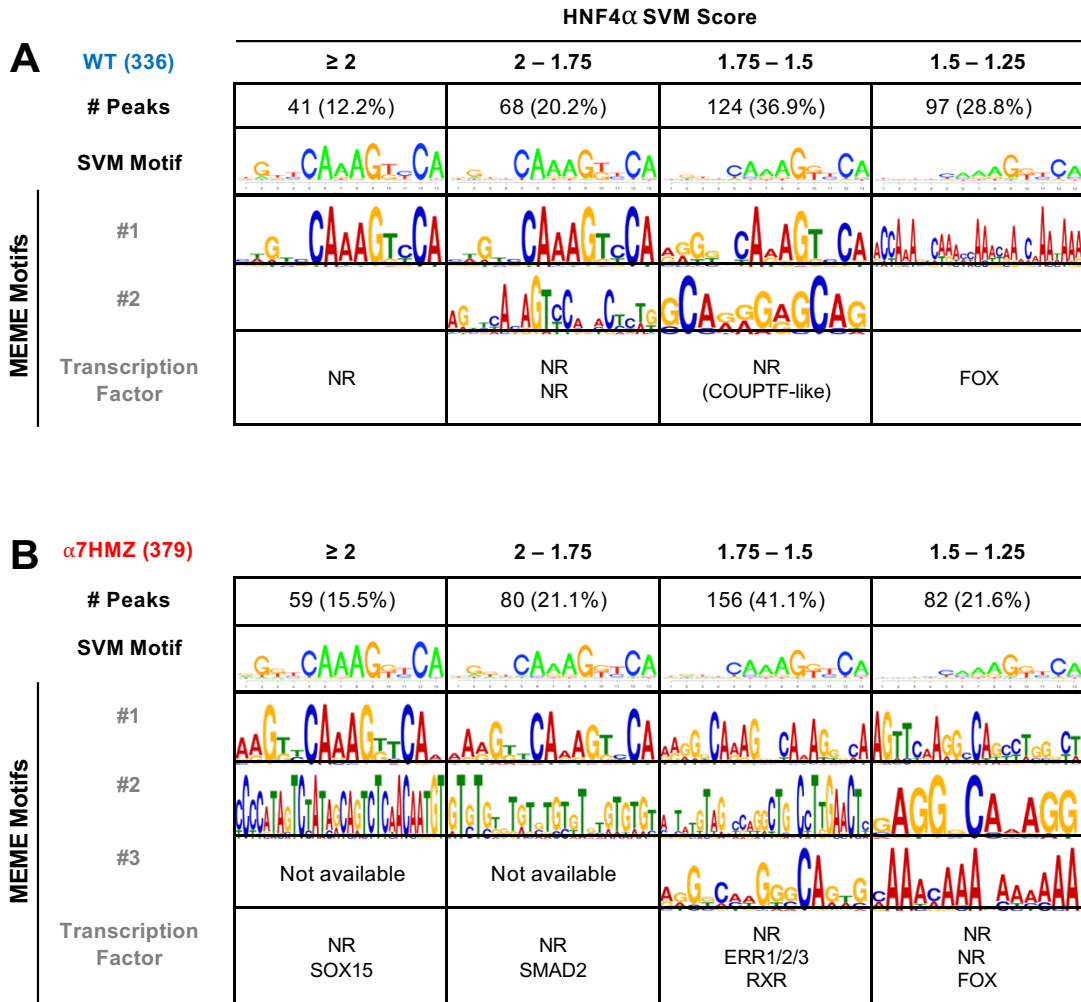 HNF4α SVM Score
A WT (336) ≥ 2 2 – 1.75 1.75 – 1.5 1.5 – 1.25
# Peaks 41 (12.2%) 68 (20.2%) 124 (36.9%) 97 (28.8%)
SVM Motif
MEME Motifs
#1
#2
Transcription
Factor
NR
NR
NR
NR
(COUPTF-like)
FOX
B α7HMZ (379) ≥ 2 2 – 1.75 1.75 – 1.5 1.5 – 1.25
# Peaks 59 (15.5%) 80 (21.1%) 156 (41.1%) 82 (21.6%)
SVM Motif
MEME Motifs
#1
#2
#3
Not available
Not available
Transcription
Factor
NR
SOX15
NR
SMAD2
NR
ERR1/2/3
RXR
NR
NR
FOX